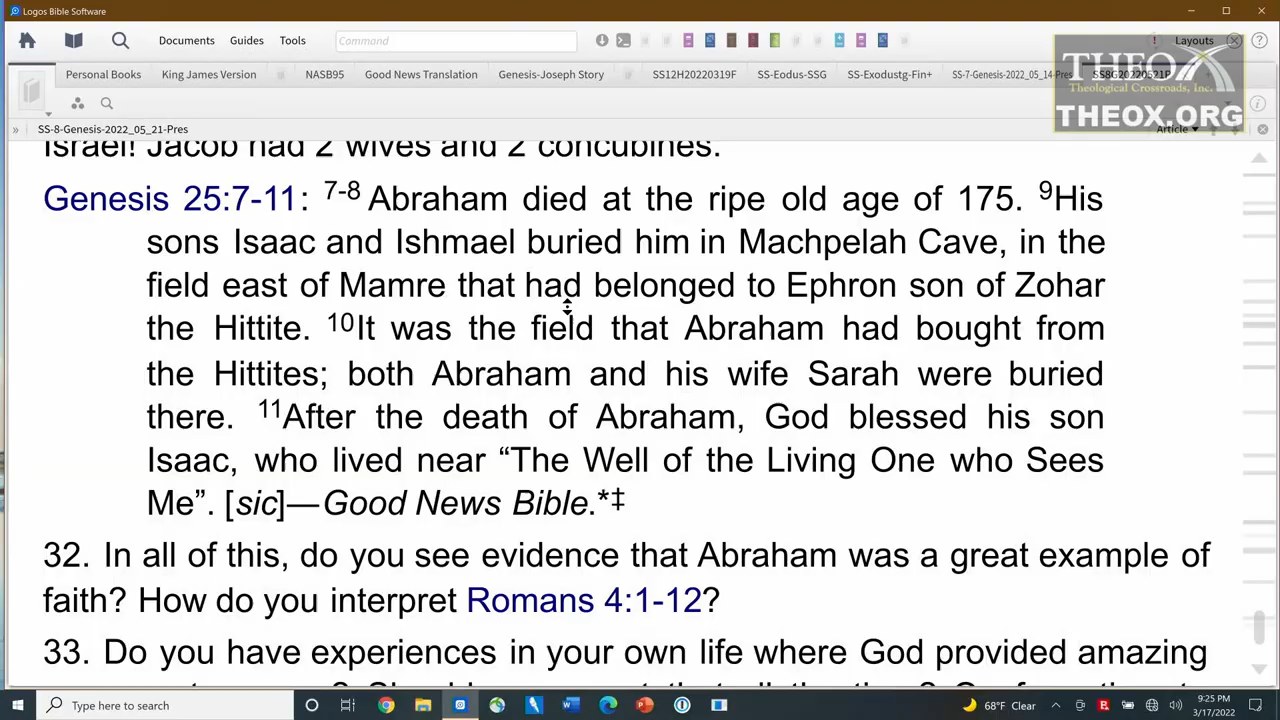 Logos Bible Software
Documents Guides Tools Command Layouts
THEOX
Theological Crossroads, Inc.
THEOX.ORG
Personal Books King James Version NASB95 Good News Translation Genesis-Joseph Story SS12H20220319F SS-Eodus-SSG SS-Exodustg-Fin+ SS-7-Genesis-2022_05_14-Pres SS8G20220521P
SS-8-Genesis-2022_05_21-Pres Article
Israel! Jacob had 2 wives and 2 concubines.
Genesis 25:7-11: 7-8 Abraham died at the ripe old age of 175. 9His
sons Isaac and Ishmael buried him in Machpelah Cave, in the
field east of Mamre that had belonged to Ephron son of Zohar
the Hittite. 10It was the field that Abraham had bought from
the Hittites; both Abraham and his wife Sarah were buried
there. 11After the death of Abraham, God blessed his son
Isaac, who lived near “The Well of the Living One who Sees
Me”. [sic]—Good News Bible.*‡
32. In all of this, do you see evidence that Abraham was a great example of
faith? How do you interpret Romans 4:1-12?
33. Do you have experiences in your own life where God provided amazing
Type here to search 68°F Clear 9:25 PM
3/17/2022